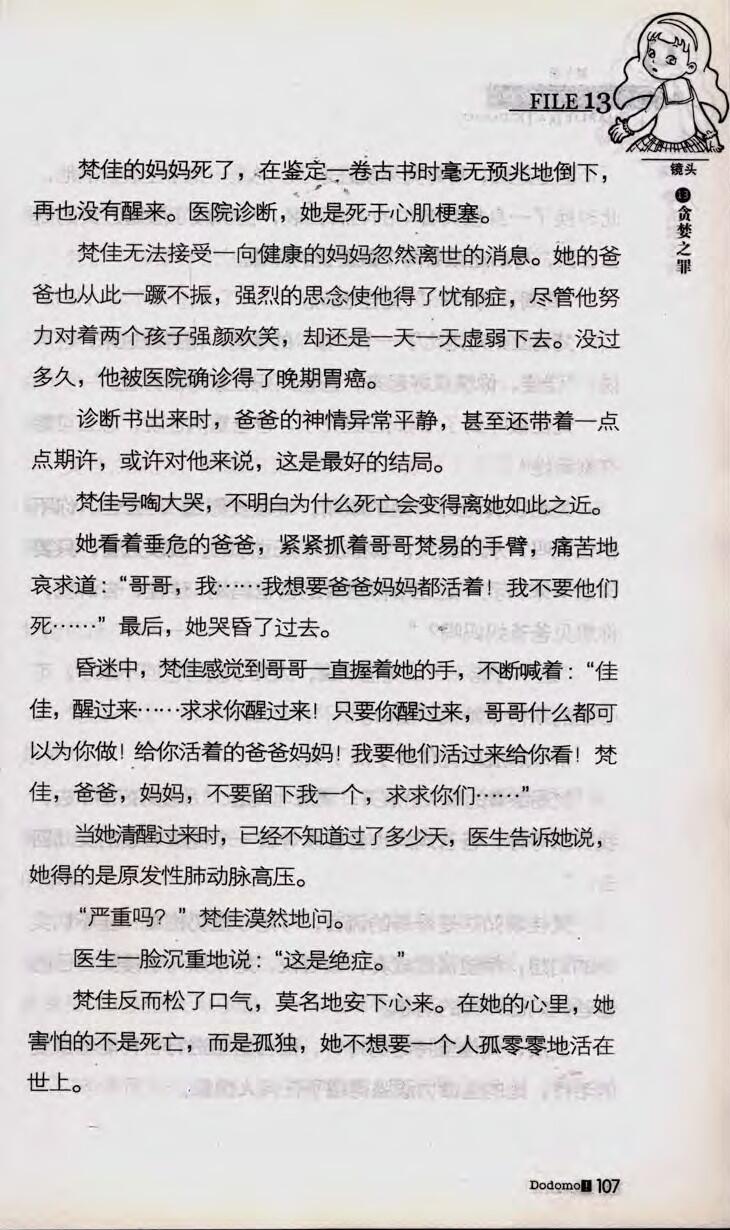 FILE 13
镜头
13 贪婪之罪
梵佳的妈妈死了，在鉴定一卷古书时毫无预兆地倒下，
再也没有醒来。医院诊断，她是死于心肌梗塞。
梵佳无法接受一向健康的妈妈忽然离世的消息。她的爸
爸也从此一蹶不振，强烈的思念使他得了忧郁症，尽管他努
力对着两个孩子强颜欢笑，却还是一天一天虚弱下去。没过
多久，他被医院确诊得了晚期胃癌。
诊断书出来时，爸爸的神情异常平静，甚至还带着一点
点期许，或许对他来说，这是最好的结局。
梵佳号啕大哭，不明白为什么死亡会变得离她如此之近。
她看着垂危的爸爸，紧紧抓着哥哥梵易的手臂，痛苦地
哀求道：“哥哥，我……我想要爸爸妈妈都活着！我不要他们
死……”最后，她哭昏了过去。
昏迷中，梵佳感觉到哥哥一直握着她的手，不断喊着：“佳
佳，醒过来……求求你醒过来！只要你醒过来，哥哥什么都可
以为你做！给你活着的爸爸妈妈！我要他们活过来给你看！梵
佳，爸爸，妈妈，不要留下我一个，求求你们……”
当她清醒过来时，已经不知道过了多少天，医生告诉她说，
她得的是原发性肺动脉高压。
“严重吗？”梵佳漠然地问。
医生一脸沉重地说：“这是绝症。”
梵佳反而松了口气，莫名地安下心来。在她的心里，她
害怕的不是死亡，而是孤独，她不想要一个人孤零零地活在
世上。
Dodomo! 107